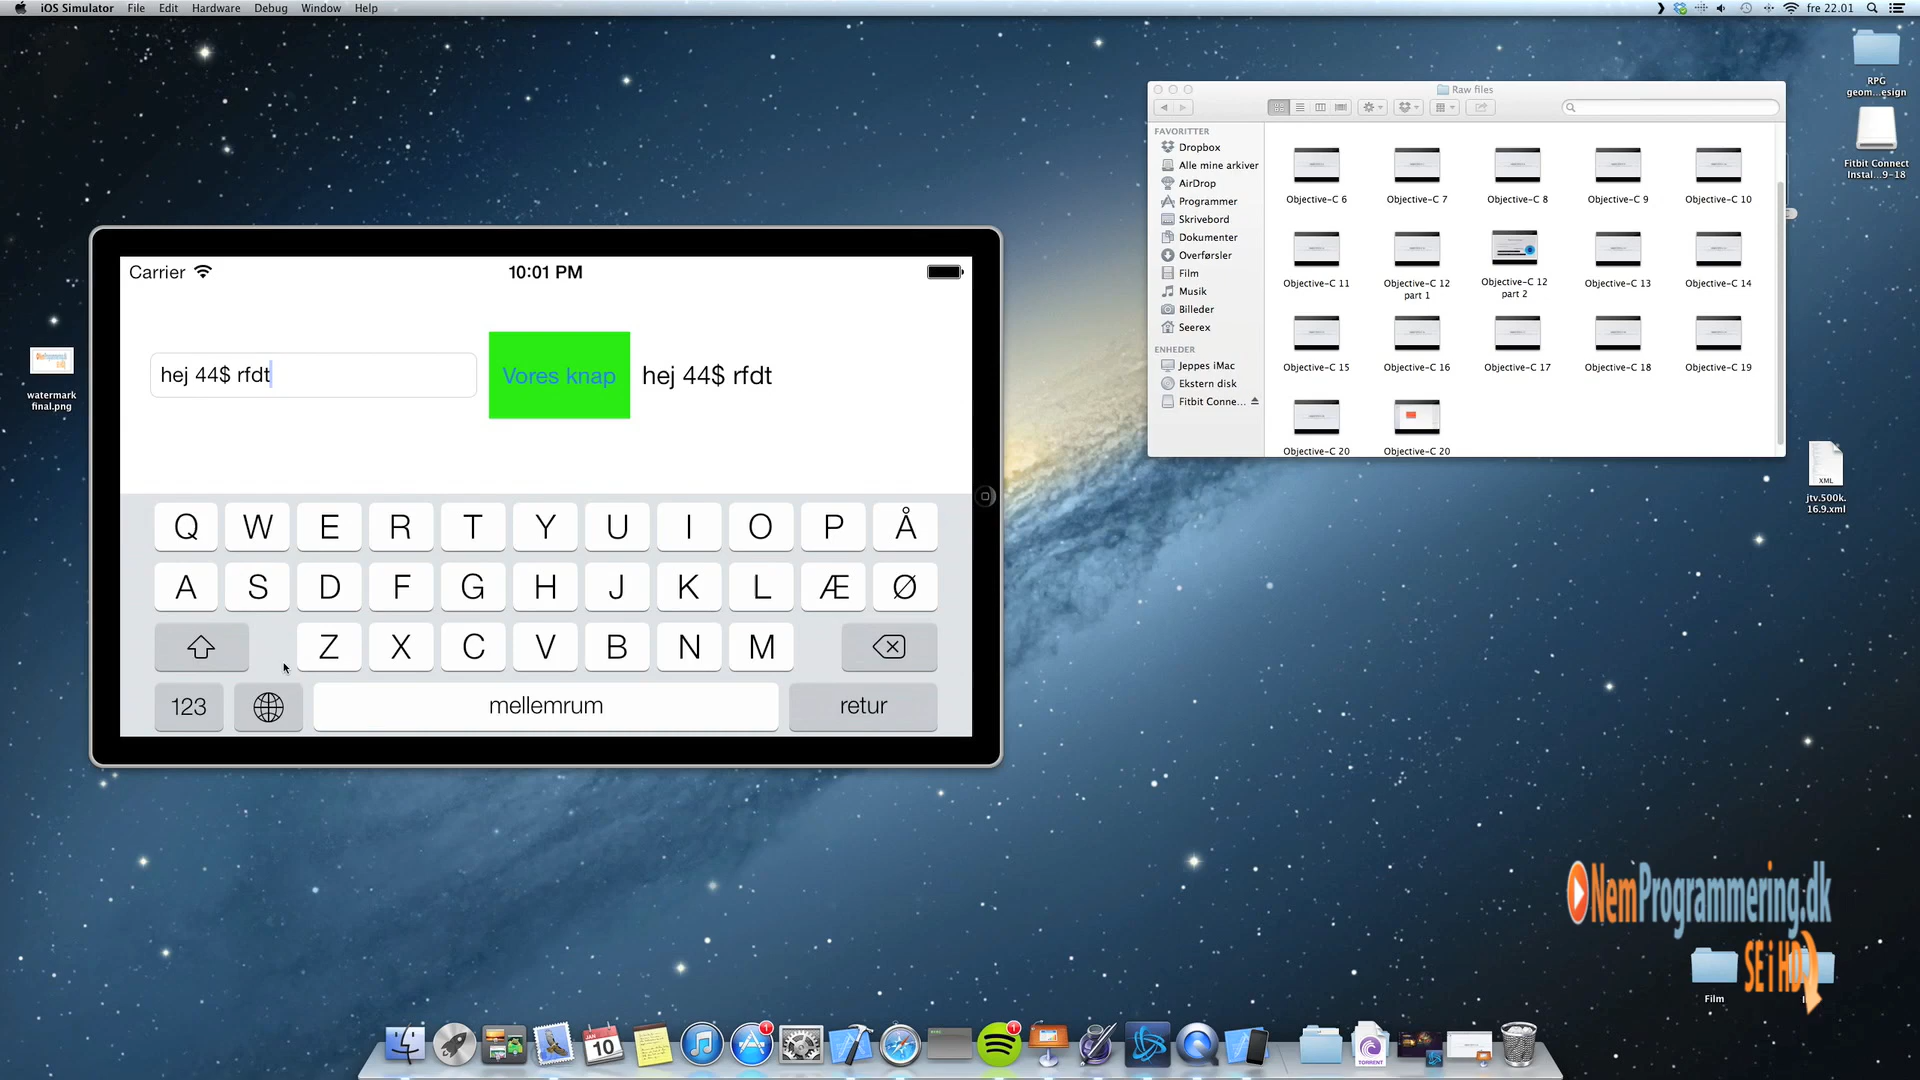 iOS Simulator File Edit Hardware Debug Window Help
fre 22.01
RPG
geom...esign
Fitbit Connect
Instal...9-18
jtv.500k.
16.9.xml
XML
watermark
final.png
Raw files
FAVORITTER
Dropbox
Alle mine arkiver
AirDrop
Programmer
Skrivebord
Dokumenter
Overførsler
Film
Musik
Billeder
Seerex
ENHEDER
Jeppes iMac
Ekstern disk
Fitbit Conne...
Objective-C 6
Objective-C 7
Objective-C 8
Objective-C 9
Objective-C 10
Objective-C 11
Objective-C 12
part 1
Objective-C 12
part 2
Objective-C 13
Objective-C 14
Objective-C 15
Objective-C 16
Objective-C 17
Objective-C 18
Objective-C 19
Objective-C 20
Objective-C 20
Carrier
10:01 PM
hej 44$ rfdt
Vores knap
hej 44$ rfdt
Q W E R T Y U I O P Å
A S D F G H J K L Æ Ø
Z X C V B N M
123
mellemrum
retur
NemProgrammering.dk
SE i HD
Film
JAN
10
1
1
TORRENT